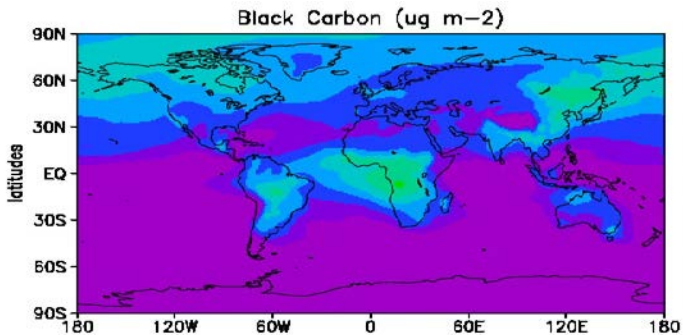 Black Carbon (ug m-2)
90N
60N
30N
EQ
30S
60S
90S
latitudes
180 120W 60W 0 60E 120E 180